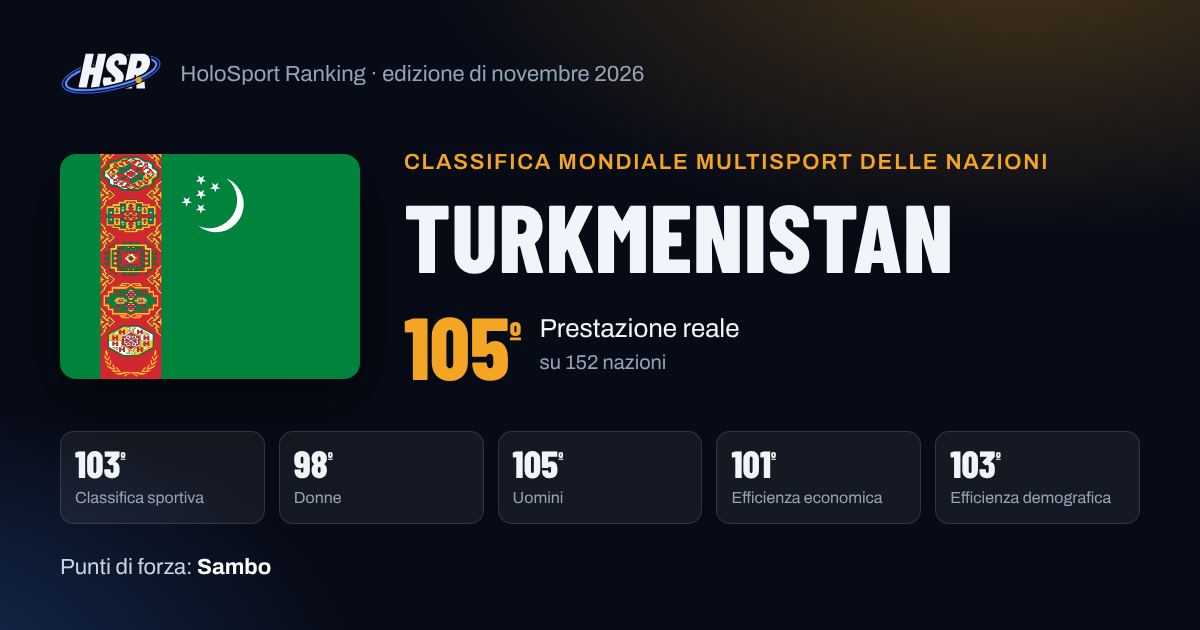 HSR
HoloSport Ranking · edizione di novembre 2026
CLASSIFICA MONDIALE MULTISPORT DELLE NAZIONI
TURKMENISTAN
105º
Prestazione reale
su 152 nazioni
103º
Classifica sportiva
98º
Donne
105º
Uomini
101º
Efficienza economica
103º
Efficienza demografica
Punti di forza: Sambo